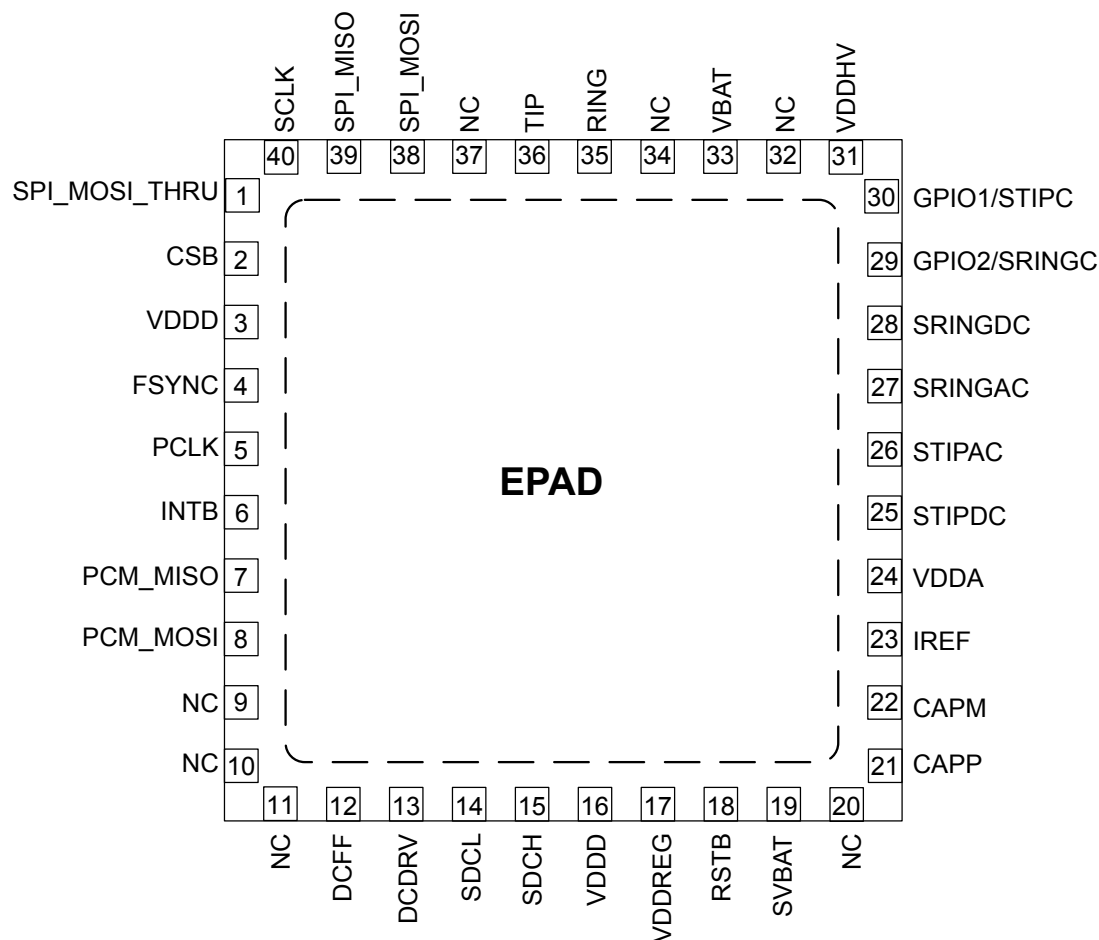 SCLK
SPI_MISO
SPI_MOSI
NC
TIP
RING
NC
VBAT
NC
VDDHV
40 39 38 37 36 35 34 33 32 31
SPI_MOSI_THRU 1
CSB 2
VDDD 3
FSYNC 4
PCLK 5
INTB 6
PCM_MISO 7
PCM_MOSI 8
NC 9
NC 10
EPAD
30 GPIO1/STIPC
29 GPIO2/SRINGC
28 SRINGDC
27 SRINGAC
26 STIPAC
25 STIPDC
24 VDDA
23 IREF
22 CAPM
21 CAPP
11 12 13 14 15 16 17 18 19 20
NC
DCFF
DCDRV
SDCL
SDCH
VDDD
VDDREG
RSTB
SVBAT
NC